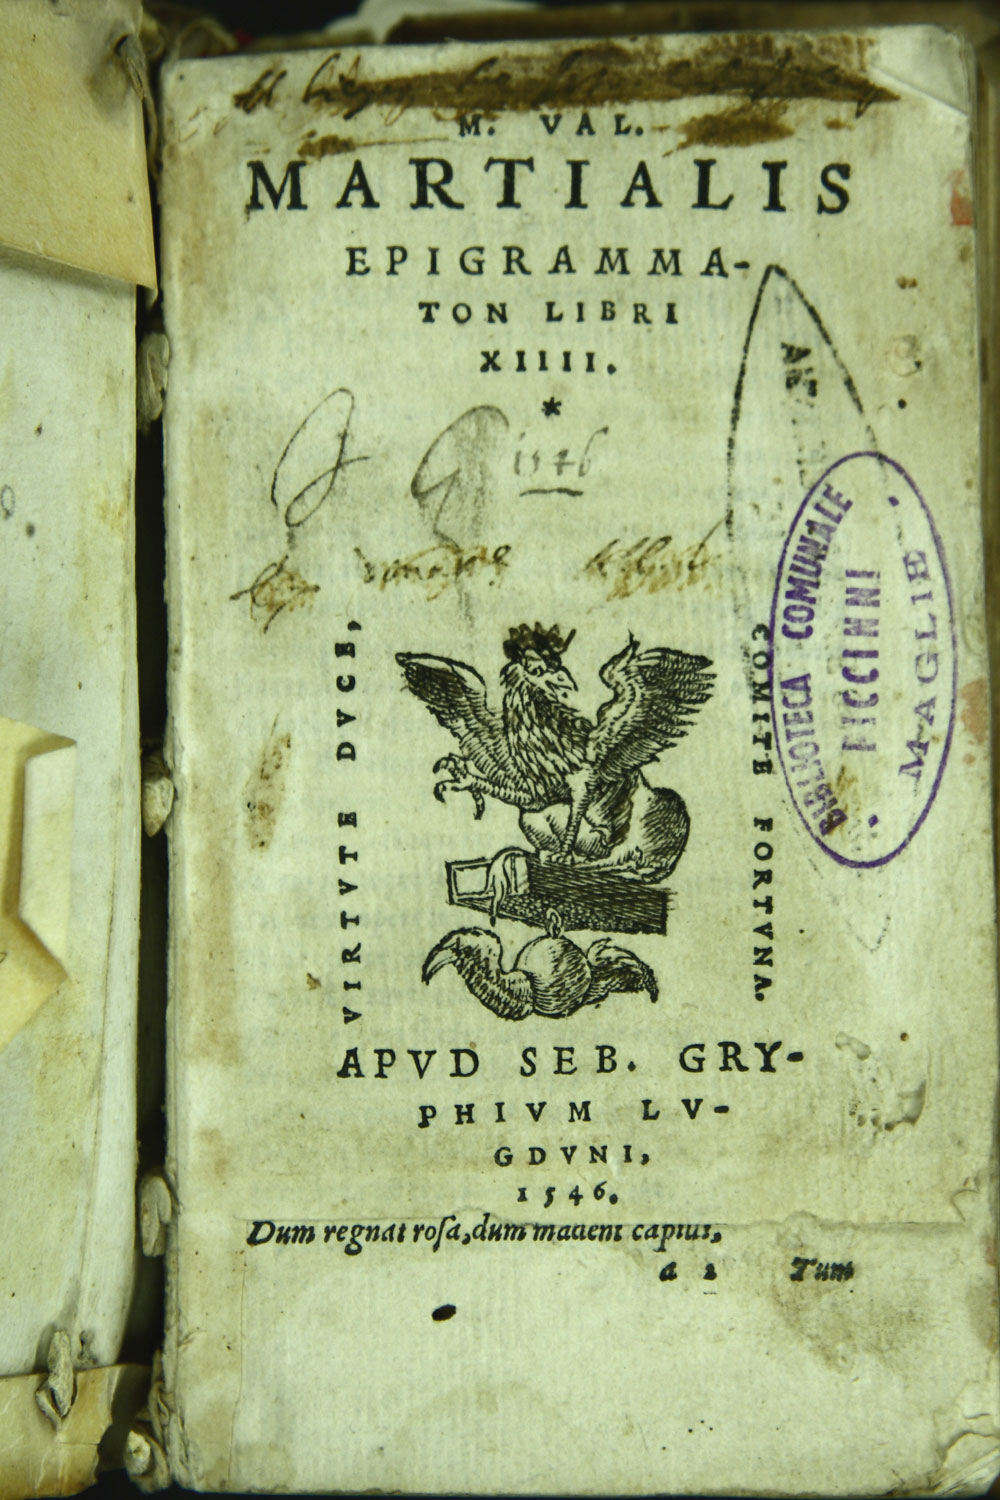 M. VAL.
MARTIALIS
EPIGRAMMA-
TON LIBRI
XIIII.
*
1546
VIRTVTE DVCE,
COMITE FORTVNA.
BIBLIOTECA COMUNALE
PICCINNI
MAGLIE
APVD SEB. GRY-
PHIVM LV-
GDVNI,
1546.
Dum regnat roſa, dum madent capilli,
a 2 Tum